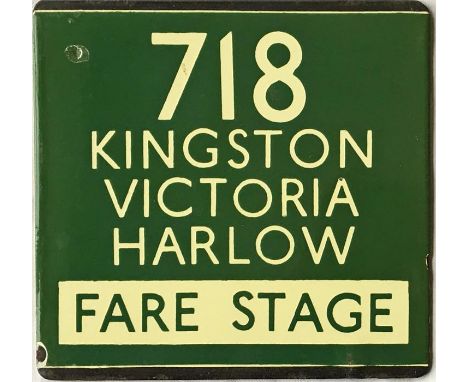 718
KINGSTON
VICTORIA
HARLOW
FARE STAGE